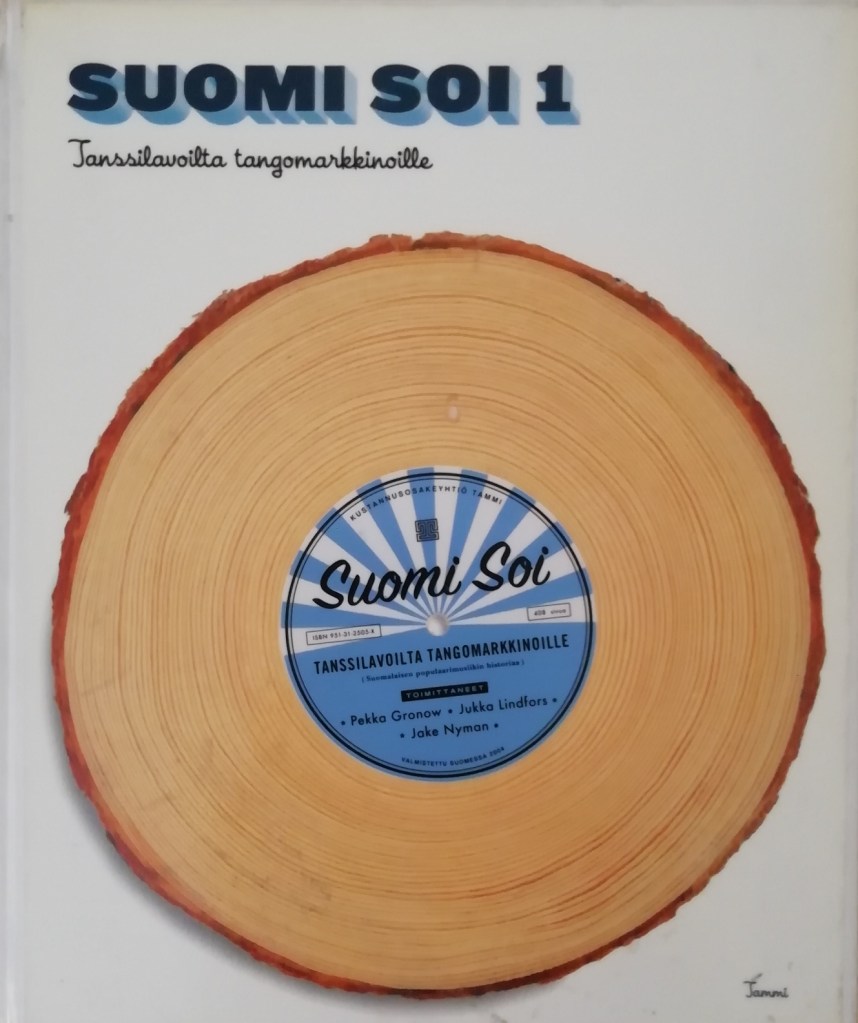 SUOMI SOI 1
Tanssilavoilta tangomarkkinoille
KUSTANNUSOSAKEYHTIÖ TAMMI
Suomi Soi
ISBN 951-31-2503-X
408 sivua
TANSSILAVOILTA TANGOMARKKINOILLE
(Suomalaisen populaarimusiikin historiaa)
TOIMITTANEET
• Pekka Gronow • Jukka Lindfors •
• Jake Nyman •
VALMISTETTU SUOMESSA 2004
Tammi